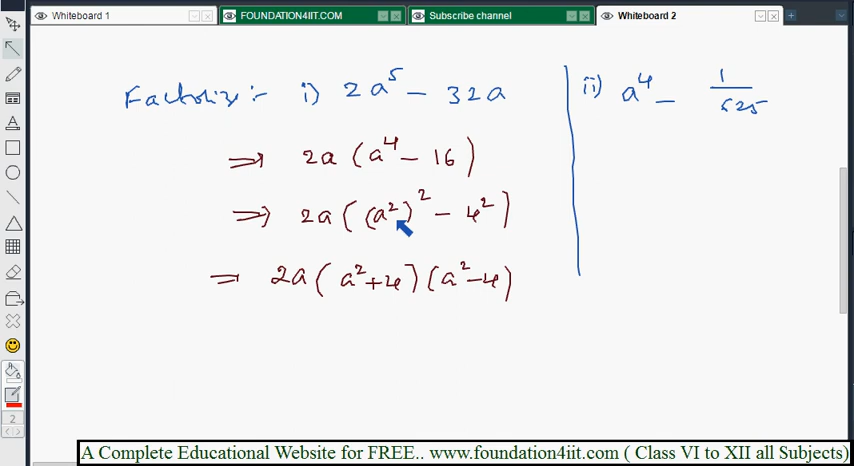 Whiteboard 1 FOUNDATION4IIT.COM Subscribe channel Whiteboard 2
Factorize :- i) 2a⁵ - 32a
⇒ 2a (a⁴ - 16)
⇒ 2a ((a²)² - 4²)
⇒ 2a (a²+4) (a²-4)
ii) a⁴ - 1/525
2
A Complete Educational Website for FREE.. www.foundation4iit.com ( Class VI to XII all Subjects)